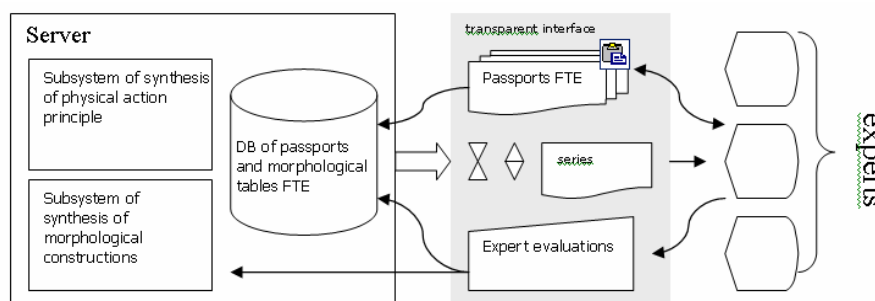 Server
Subsystem of synthesis
of physical action
principle
Subsystem of
synthesis of
morphological
constructions
DB of passports
and morphological
tables FTE
transparent interface
Passports FTE
series
Expert evaluations
experts